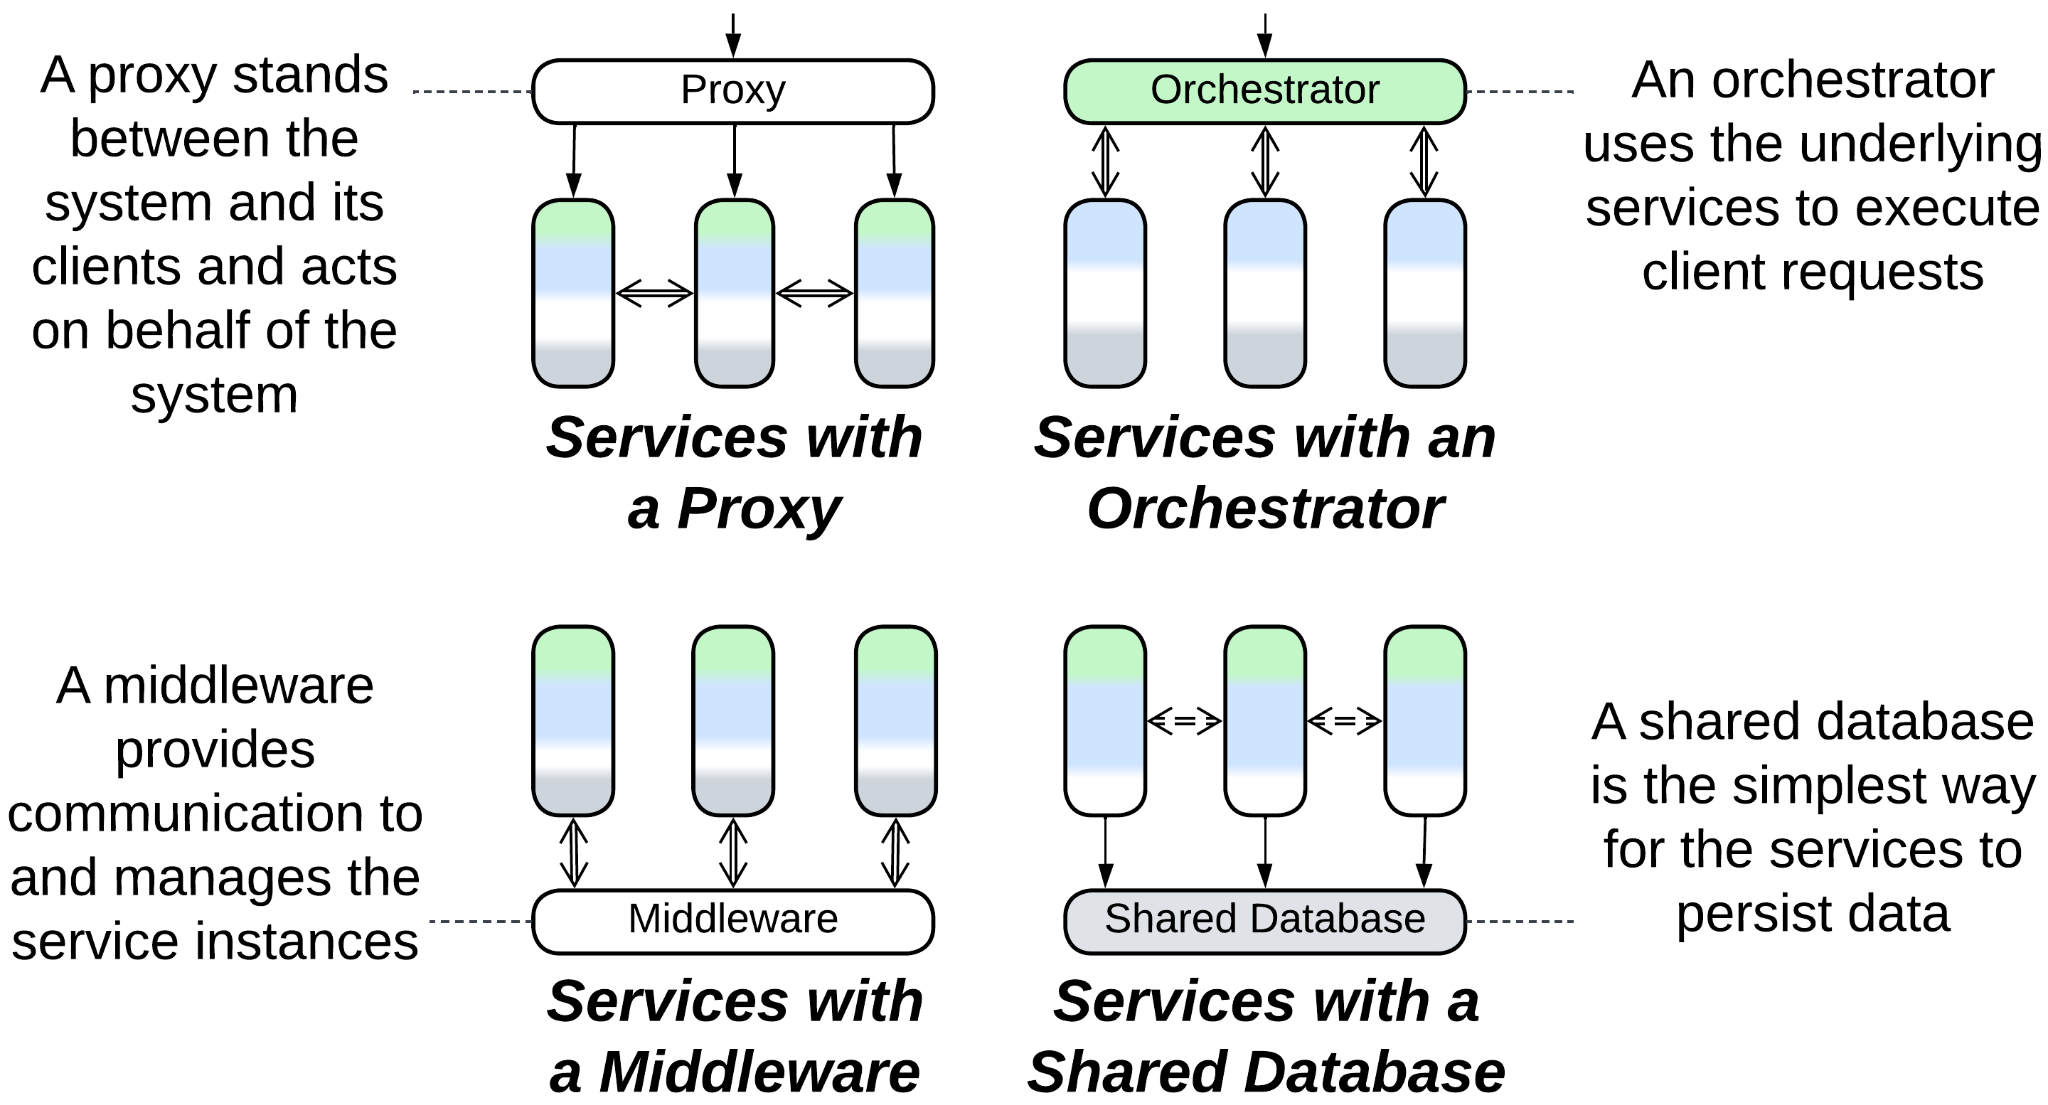 A proxy stands
between the
system and its
clients and acts
on behalf of the
system
Proxy
Services with
a Proxy
Orchestrator
Services with an
Orchestrator
An orchestrator
uses the underlying
services to execute
client requests
A middleware
provides
communication to
and manages the
service instances
Middleware
Services with
a Middleware
Shared Database
Services with a
Shared Database
A shared database
is the simplest way
for the services to
persist data